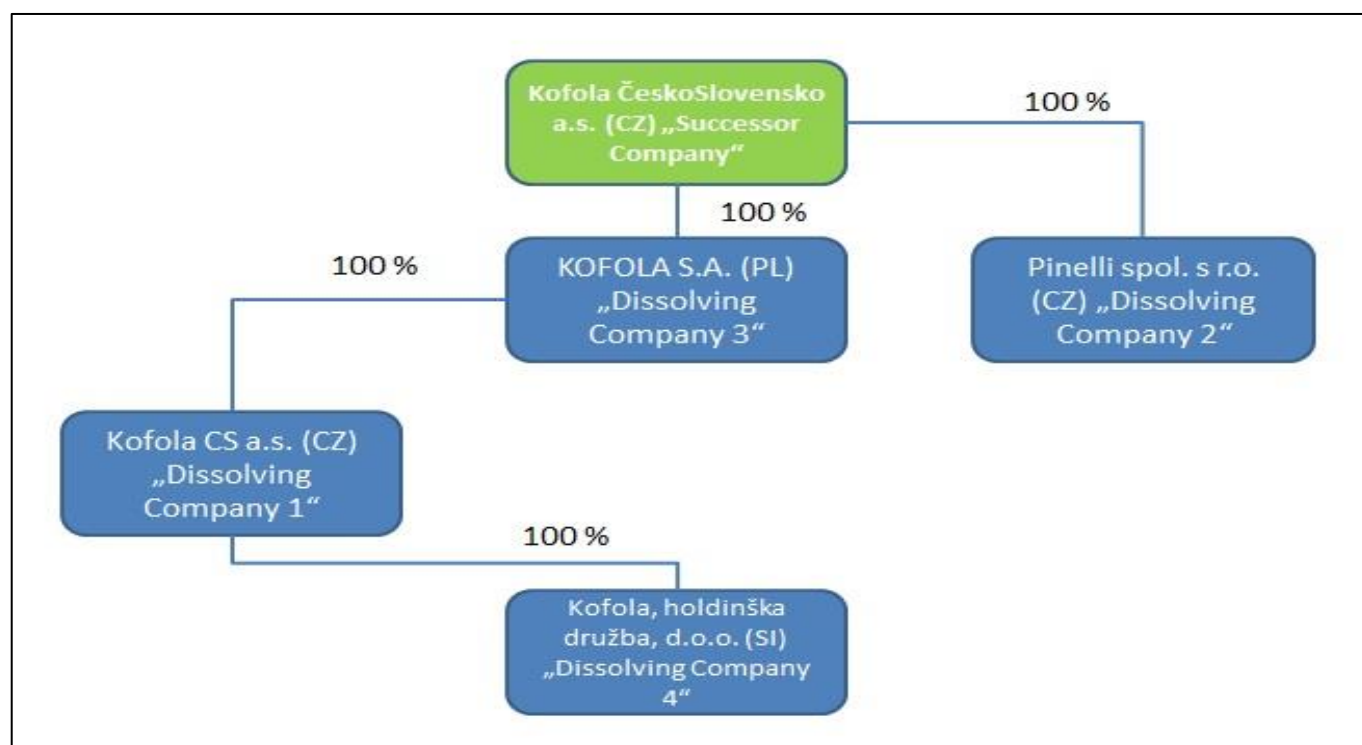 Kofola ČeskoSlovensko
a.s. (CZ) „Successor
Company“
100 %
100 %
100 %
KOFOLA S.A. (PL)
„Dissolving
Company 3“
Pinelli spol. s r.o.
(CZ) „Dissolving
Company 2“
Kofola CS a.s. (CZ)
„Dissolving
Company 1“
100 %
Kofola, holdinška
družba, d.o.o. (SI)
„Dissolving Company
4“